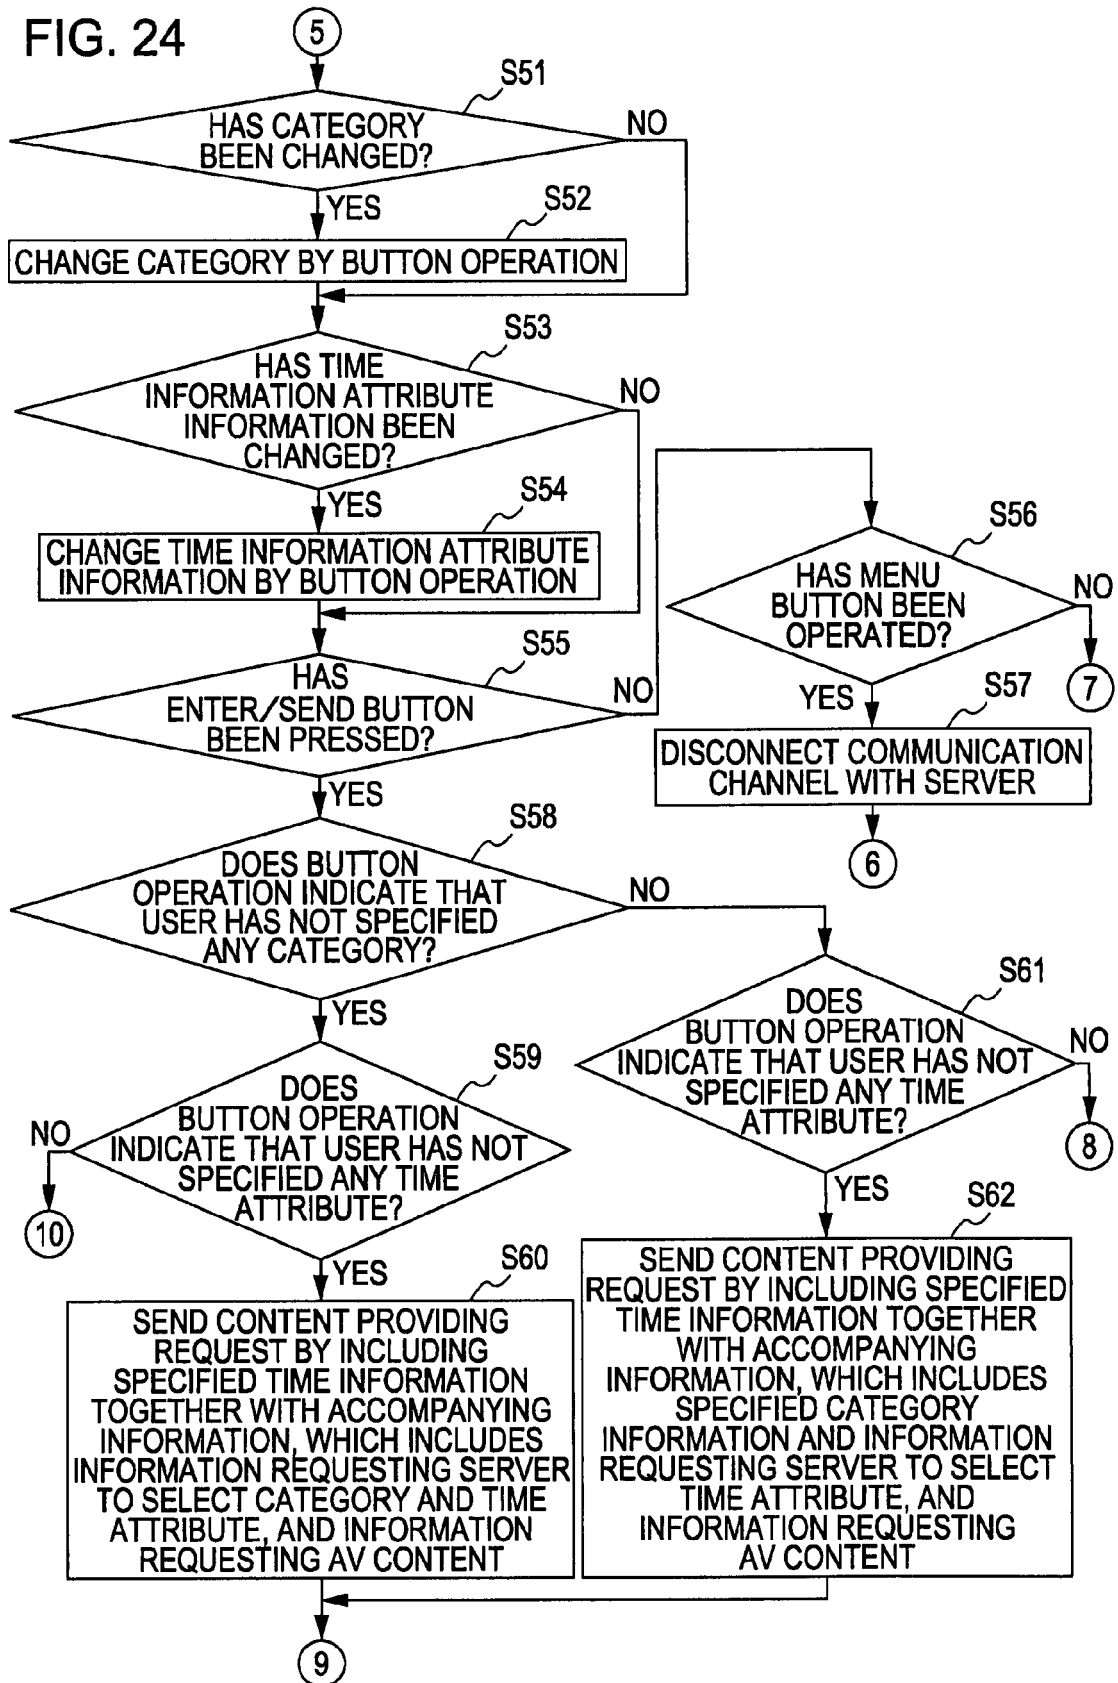 FIG. 24
5
S51
HAS CATEGORY
BEEN CHANGED?
NO
YES
S52
CHANGE CATEGORY BY BUTTON OPERATION
S53
HAS TIME
INFORMATION ATTRIBUTE
INFORMATION BEEN
CHANGED?
NO
YES
S54
CHANGE TIME INFORMATION ATTRIBUTE
INFORMATION BY BUTTON OPERATION
S55
HAS
ENTER/SEND BUTTON
BEEN PRESSED?
NO
YES
S56
HAS MENU
BUTTON BEEN
OPERATED?
NO
7
YES
S57
DISCONNECT COMMUNICATION
CHANNEL WITH SERVER
6
S58
DOES BUTTON
OPERATION INDICATE THAT
USER HAS NOT SPECIFIED
ANY CATEGORY?
NO
YES
S59
DOES
BUTTON OPERATION
INDICATE THAT USER HAS NOT
SPECIFIED ANY TIME
ATTRIBUTE?
NO
10
YES
S60
SEND CONTENT PROVIDING
REQUEST BY INCLUDING
SPECIFIED TIME INFORMATION
TOGETHER WITH ACCOMPANYING
INFORMATION, WHICH INCLUDES
INFORMATION REQUESTING SERVER
TO SELECT CATEGORY AND TIME
ATTRIBUTE, AND INFORMATION
REQUESTING AV CONTENT
S61
DOES
BUTTON OPERATION
INDICATE THAT USER HAS NOT
SPECIFIED ANY TIME
ATTRIBUTE?
NO
8
YES
S62
SEND CONTENT PROVIDING
REQUEST BY INCLUDING SPECIFIED
TIME INFORMATION TOGETHER
WITH ACCOMPANYING
INFORMATION, WHICH INCLUDES
SPECIFIED CATEGORY
INFORMATION AND INFORMATION
REQUESTING SERVER TO SELECT
TIME ATTRIBUTE, AND
INFORMATION REQUESTING
AV CONTENT
9